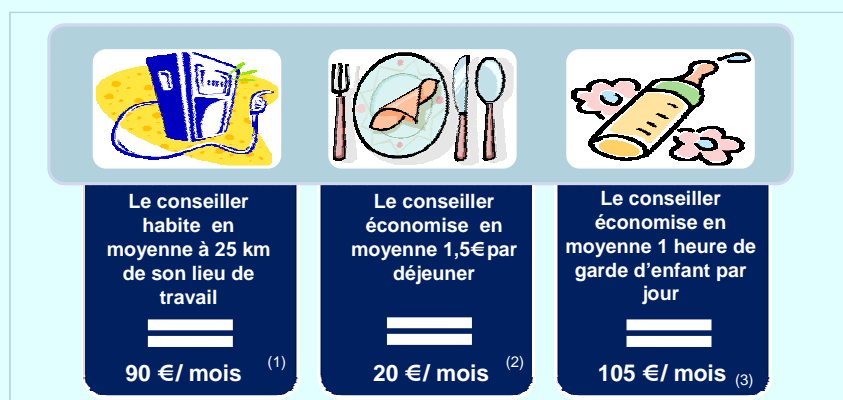 Le conseiller
habite en
moyenne à 25 km
de son lieu de
travail
90 €/ mois (1)
Le conseiller
économise en
moyenne 1,5€ par
déjeuner
20 €/ mois (2)
Le conseiller
économise en
moyenne 1 heure de
garde d'enfant par
jour
105 €/ mois (3)